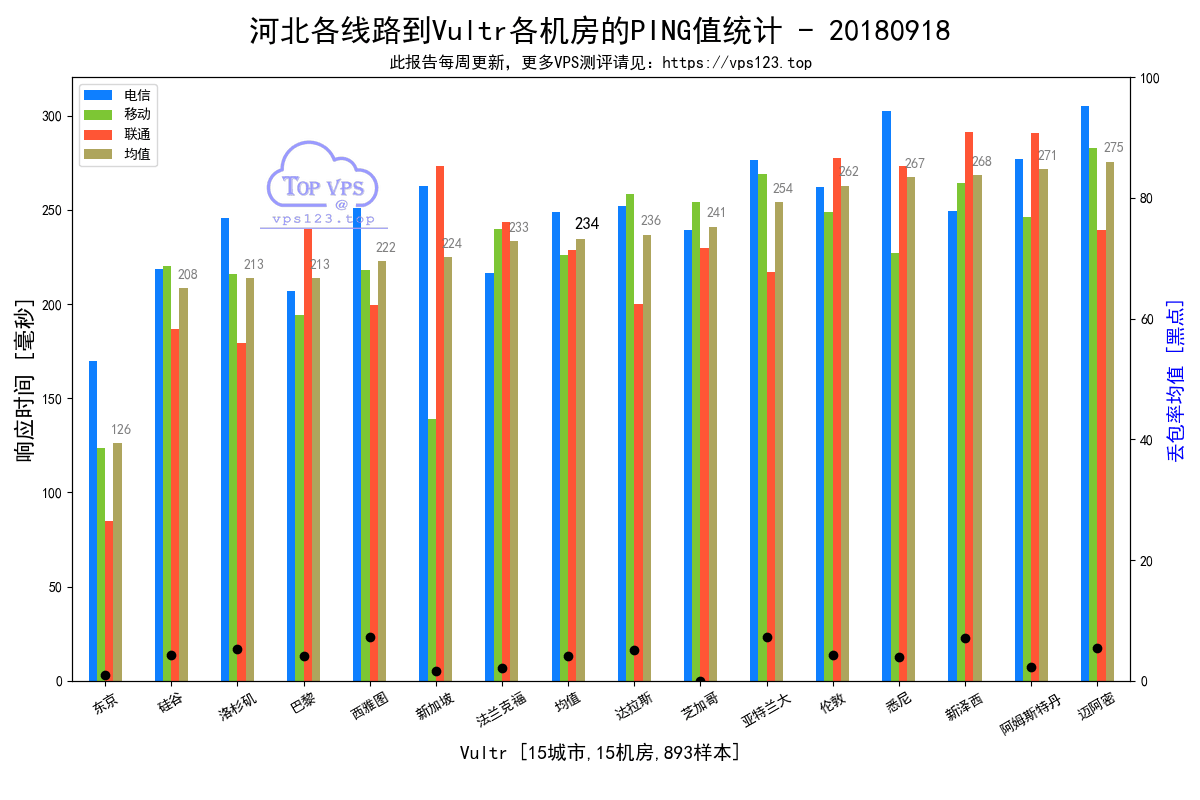 河北各线路到Vultr各机房的PING值统计 - 20180918
此报告每周更新，更多VPS测评请见：https://vps123.top
电信
移动
联通
均值
TOP VPS
@
vps123.top
响应时间 [毫秒]
300
250
200
150
100
50
0
100
80
60
40
20
0
丢包率均值 [黑点]
126
208
213
213
222
224
233
234
236
241
254
262
267
268
271
275
东京
硅谷
洛杉矶
巴黎
西雅图
新加坡
法兰克福
均值
达拉斯
芝加哥
亚特兰大
伦敦
悉尼
新泽西
阿姆斯特丹
迈阿密
Vultr [15城市,15机房,893样本]